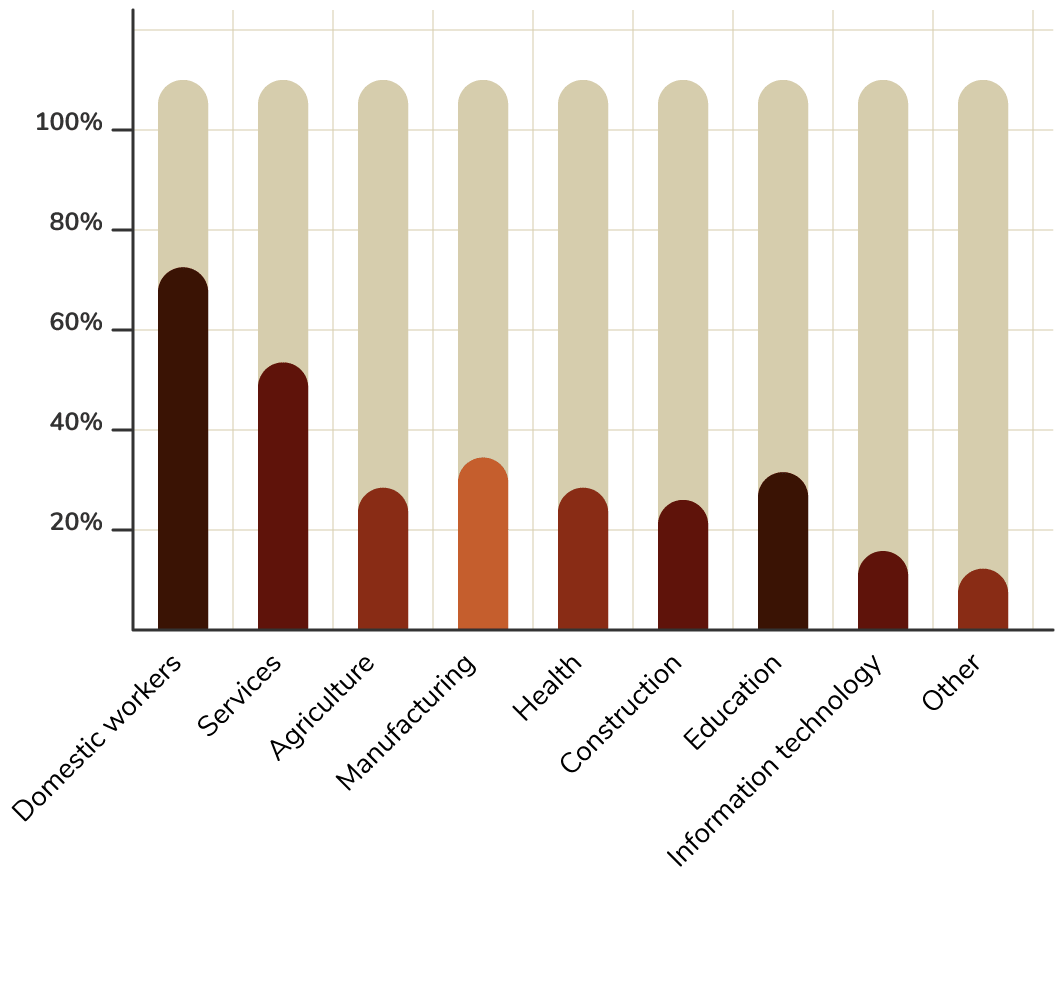 100%
80%
60%
40%
20%
Domestic workers
Services
Agriculture
Manufacturing
Health
Construction
Education
Information technology
Other